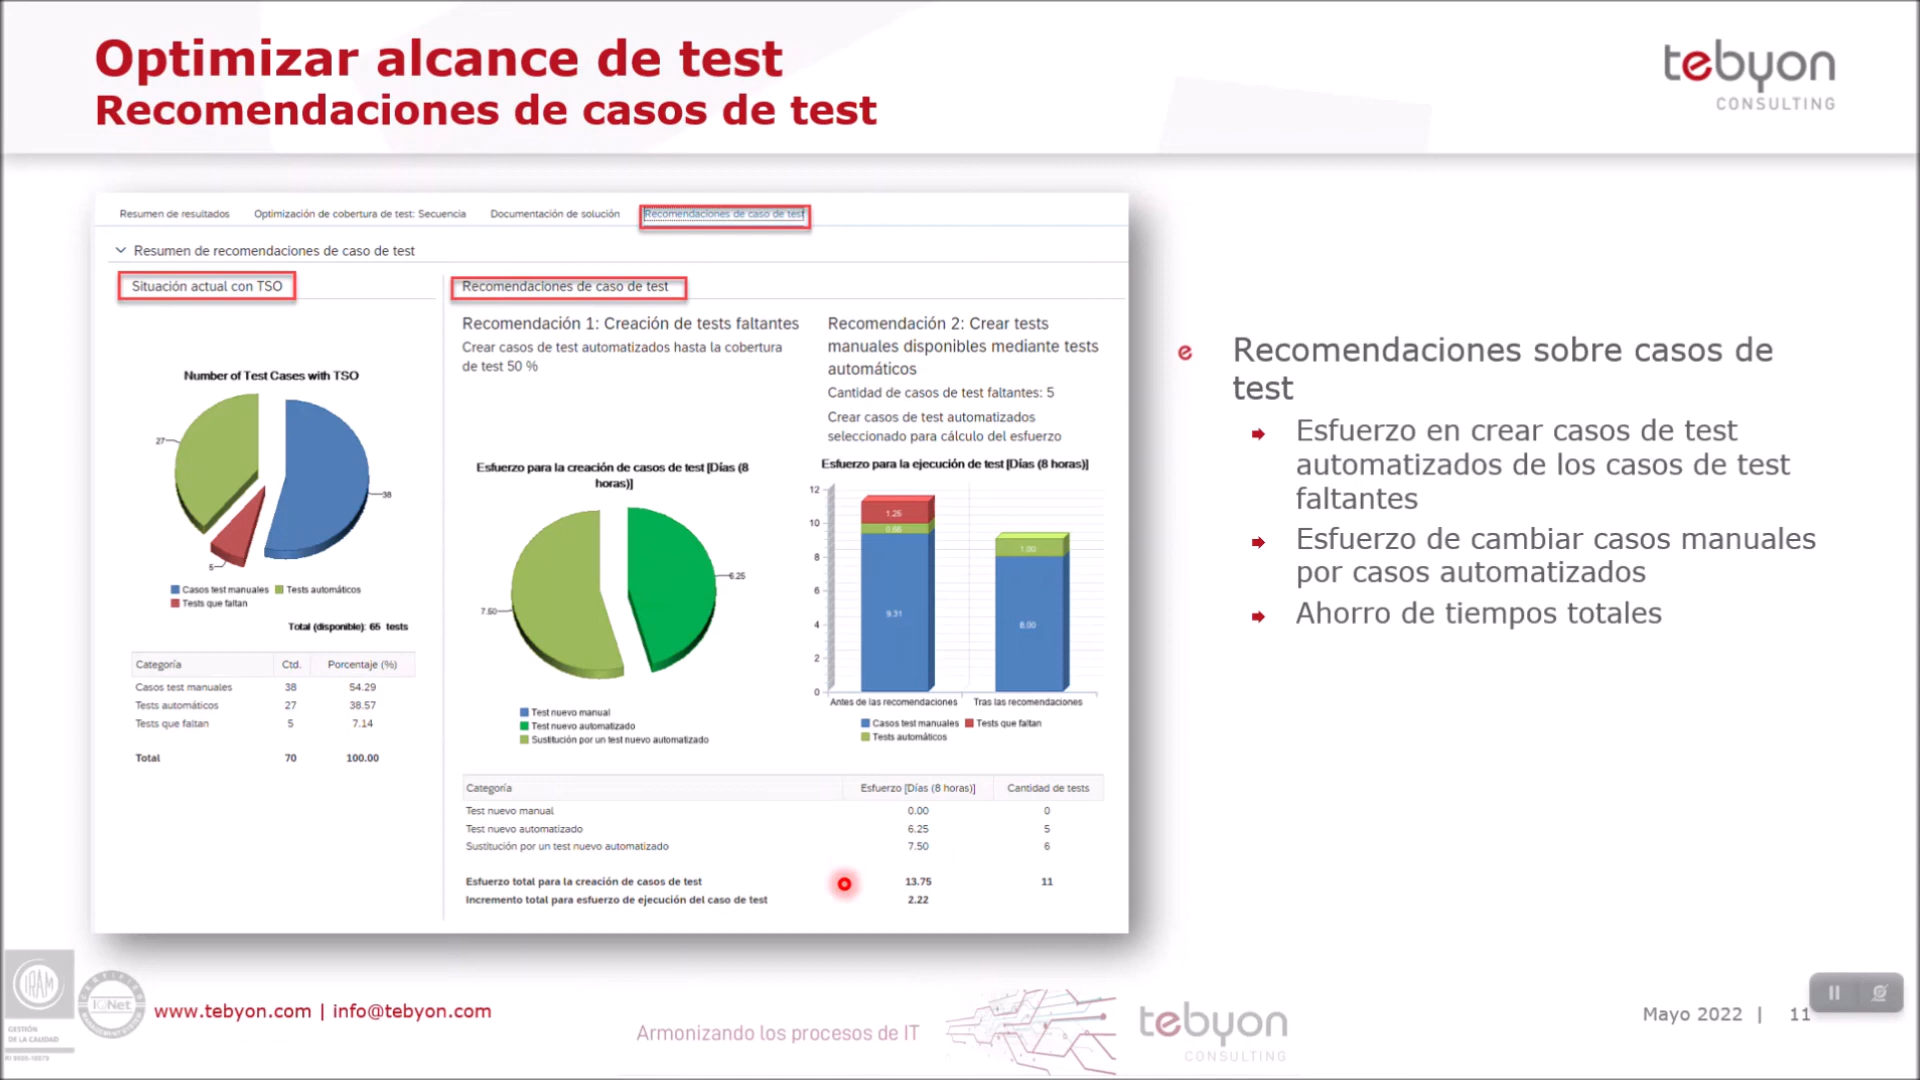 Optimizar alcance de test
Recomendaciones de casos de test
tebyon
CONSULTING
Resumen de resultados
Optimización de cobertura de test: Secuencia
Documentación de solución
Recomendaciones de caso de test
Resumen de recomendaciones de caso de test
Situación actual con TSO
Number of Test Cases with TSO
27
38
5
Casos test manuales
Tests automáticos
Tests que faltan
Total (disponible): 65 tests
Categoría Ctd. Porcentaje (%)
Casos test manuales 38 54.29
Tests automáticos 27 38.57
Tests que faltan 5 7.14
Total 70 100.00
Recomendaciones de caso de test
Recomendación 1: Creación de tests faltantes
Crear casos de test automatizados hasta la cobertura
de test 50 %
Esfuerzo para la creación de casos de test [Días (8
horas)]
6.25
7.50
Test nuevo manual
Test nuevo automatizado
Sustitución por un test nuevo automatizado
Recomendación 2: Crear tests
manuales disponibles mediante tests
automáticos
Cantidad de casos de test faltantes: 5
Crear casos de test automatizados
seleccionado para cálculo del esfuerzo
Esfuerzo para la ejecución de test [Días (8 horas)]
12
10
8
6
4
2
0
1.25
9.31
1.00
8.00
Antes de las recomendaciones
Tras las recomendaciones
Casos test manuales
Tests que faltan
Tests automáticos
Categoría Esfuerzo [Días (8 horas)] Cantidad de tests
Test nuevo manual 0.00 0
Test nuevo automatizado 6.25 5
Sustitución por un test nuevo automatizado 7.50 6
Esfuerzo total para la creación de casos de test 13.75 11
Incremento total para esfuerzo de ejecución del caso de test 2.22
Recomendaciones sobre casos de
test
Esfuerzo en crear casos de test
automatizados de los casos de test
faltantes
Esfuerzo de cambiar casos manuales
por casos automatizados
Ahorro de tiempos totales
IRAM
GESTIÓN
DE LA CALIDAD
IQNet
www.tebyon.com | info@tebyon.com
Armonizando los procesos de IT
tebyon
CONSULTING
Mayo 2022 | 11